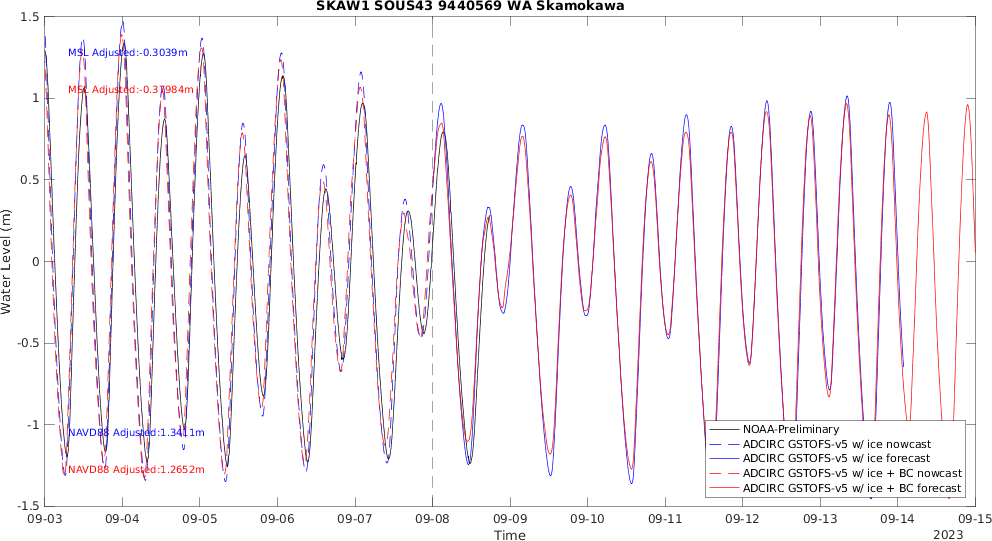 SKAW1 SOUS43 9440569 WA Skamokawa
1.5
1
0.5
0
-0.5
-1
-1.5
Water Level (m)
MSL Adjusted:-0.3039m
MSL Adjusted:-0.37984m
NAVD88 Adjusted:1.3411m
NAVD88 Adjusted:1.2652m
NOAA-Preliminary
ADCIRC GSTOFS-v5 w/ ice nowcast
ADCIRC GSTOFS-v5 w/ ice forecast
ADCIRC GSTOFS-v5 w/ ice + BC nowcast
ADCIRC GSTOFS-v5 w/ ice + BC forecast
09-03 09-04 09-05 09-06 09-07 09-08 09-09 09-10 09-11 09-12 09-13 09-14 09-15
Time
2023